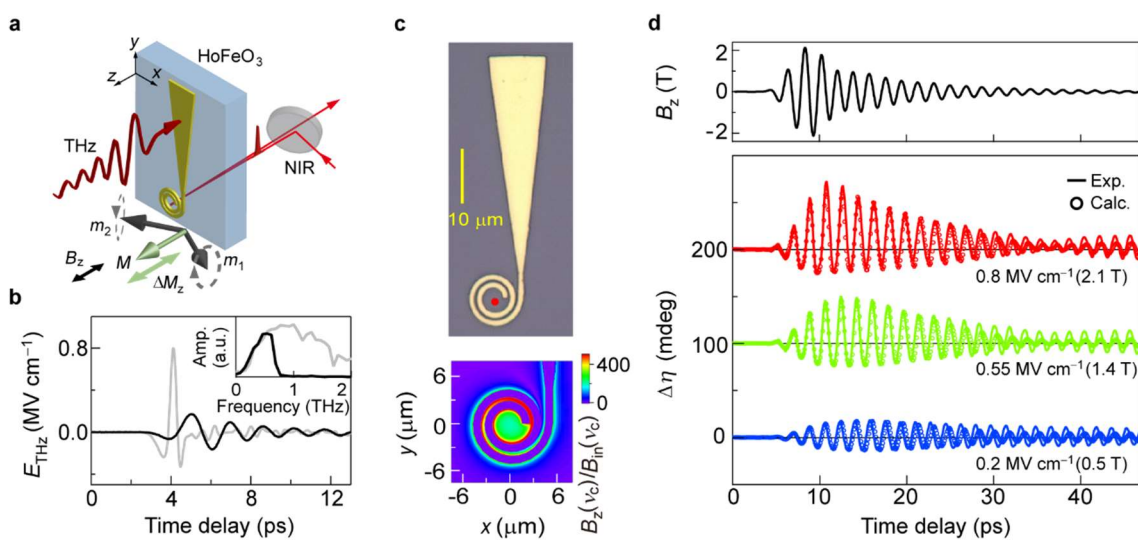 a
y
z
x
HoFeO3
THz
NIR
m2
Bz
M
ΔMz
m1
b
ETHz (MV cm−1)
0.8
0.0
Amp.
(a.u.)
0
1
2
Frequency (THz)
0
4
8
12
Time delay (ps)
c
10 μm
y (μm)
6
0
-6
-6
0
6
x (μm)
400
0
Bz(νc)/Bin(νc)
d
Bz (T)
2
0
-2
Exp.
Calc.
200
0.8 MV cm−1(2.1 T)
Δη (mdeg)
100
0.55 MV cm−1(1.4 T)
0
0.2 MV cm−1(0.5 T)
0
10
20
30
40
Time delay (ps)